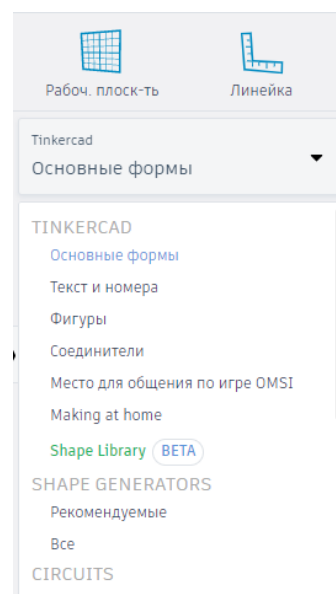 Рабоч. плоск-ть Линейка
Tinkercad
Основные формы
TINKERCAD
Основные формы
Текст и номера
Фигуры
Соединители
Место для общения по игре OMSI
Making at home
Shape Library BETA
SHAPE GENERATORS
Рекомендуемые
Все
CIRCUITS